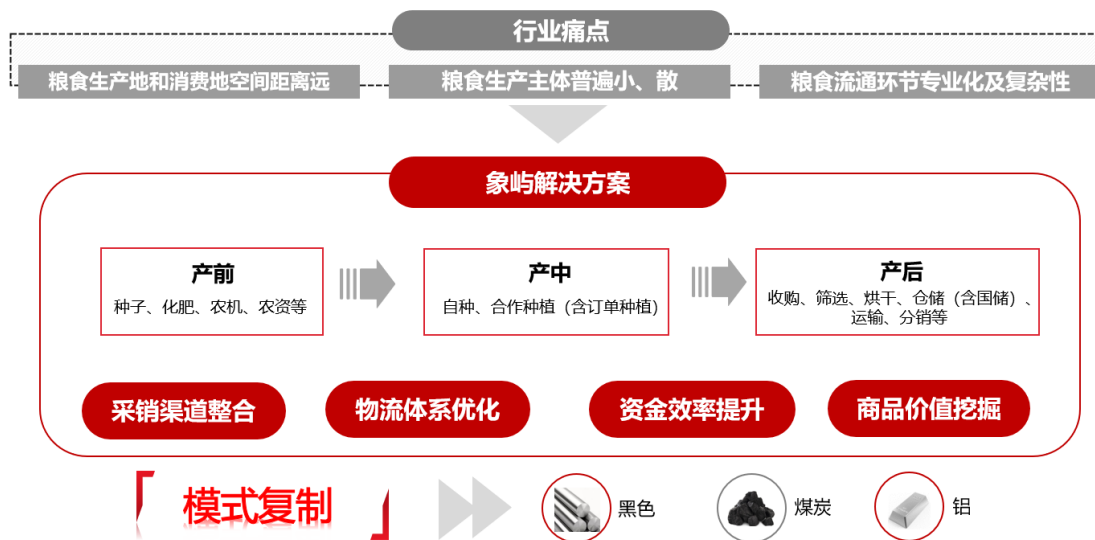 行业痛点
粮食生产地和消费地空间距离远
粮食生产主体普遍小、散
粮食流通环节专业化及复杂性
象屿解决方案
产前
种子、化肥、农机、农资等
产中
自种、合作种植（含订单种植）
产后
收购、筛选、烘干、仓储（含国储）、
运输、分销等
采销渠道整合
物流体系优化
资金效率提升
商品价值挖掘
模式复制
黑色
煤炭
铝